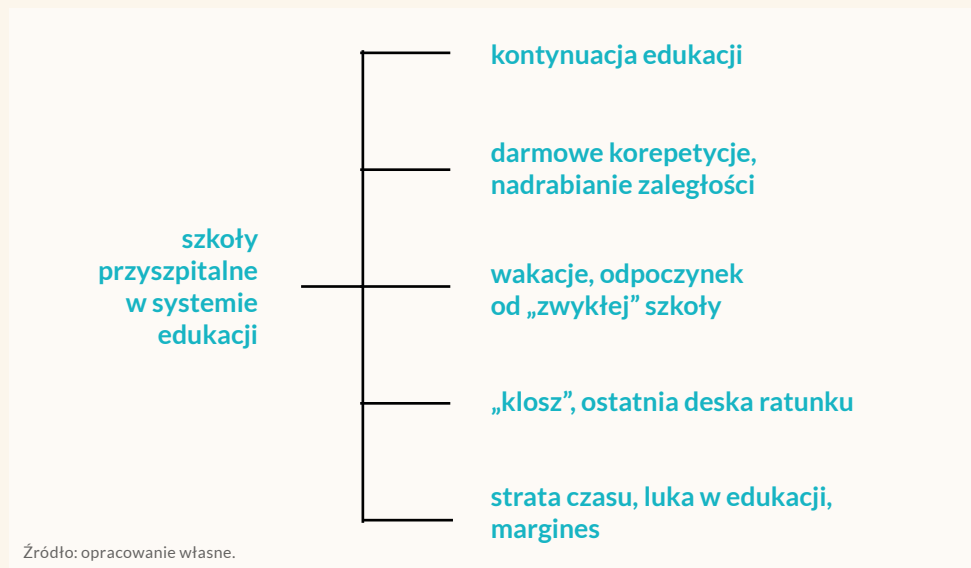 szkoły
przyszpitalne
w systemie
edukacji
kontynuacja edukacji
darmowe korepetycje,
nadrabianie zaległości
wakacje, odpoczynek
od „zwykłej” szkoły
„klosz”, ostatnia deska ratunku
strata czasu, luka w edukacji,
margines
Źródło: opracowanie własne.